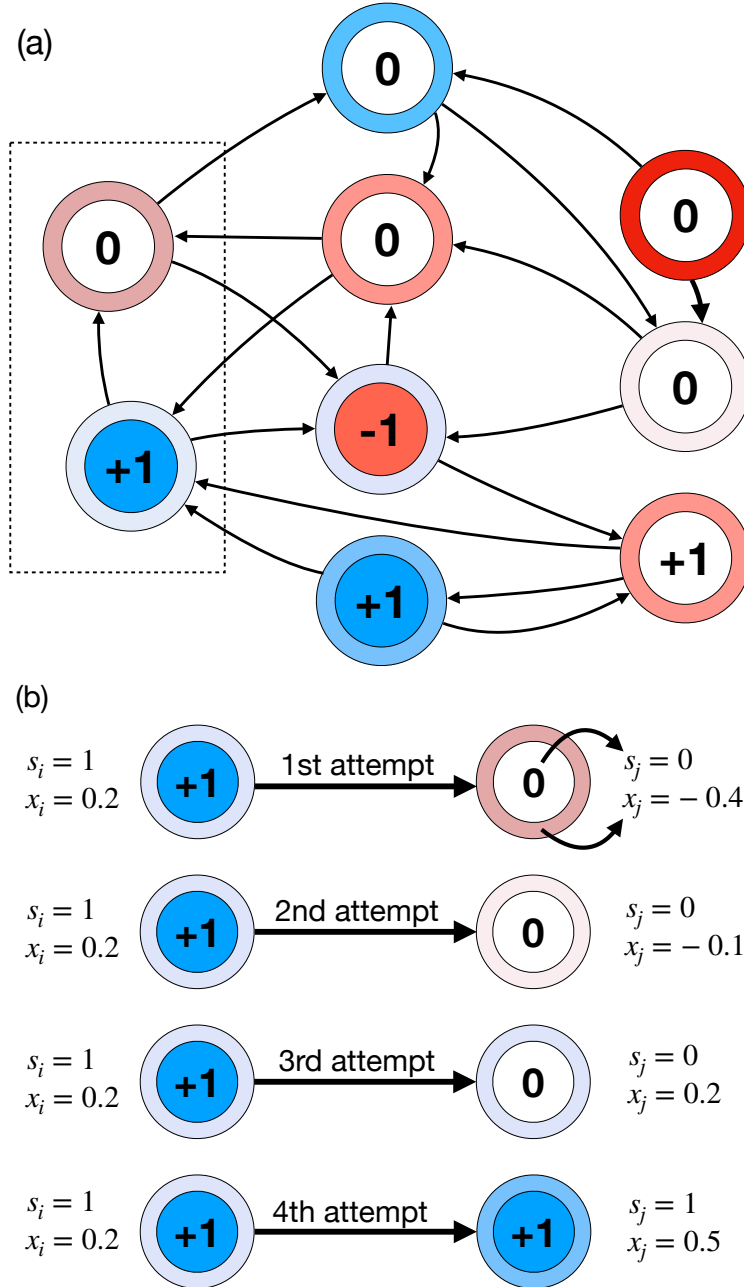 (a)
0
0
0
0
0
-1
+1
+1
+1
(b)
s_i = 1
x_i = 0.2
+1
1st attempt
0
s_j = 0
x_j = − 0.4
s_i = 1
x_i = 0.2
+1
2nd attempt
0
s_j = 0
x_j = − 0.1
s_i = 1
x_i = 0.2
+1
3rd attempt
0
s_j = 0
x_j = 0.2
s_i = 1
x_i = 0.2
+1
4th attempt
+1
s_j = 1
x_j = 0.5